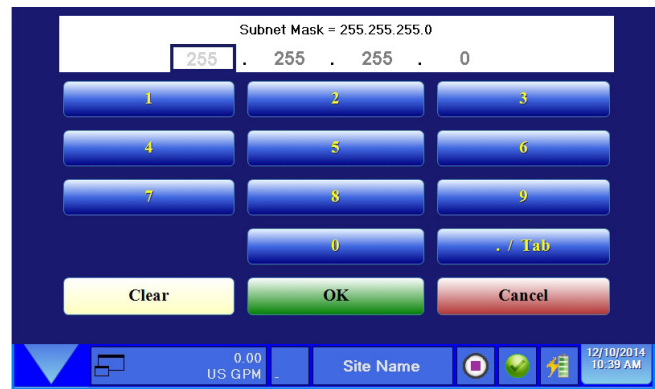 Subnet Mask = 255.255.255.0
255 . 255 . 255 . 0
1 2 3
4 5 6
7 8 9
0 . / Tab
Clear OK Cancel
0.00 12/10/2014
US GPM - Site Name 10:39 AM